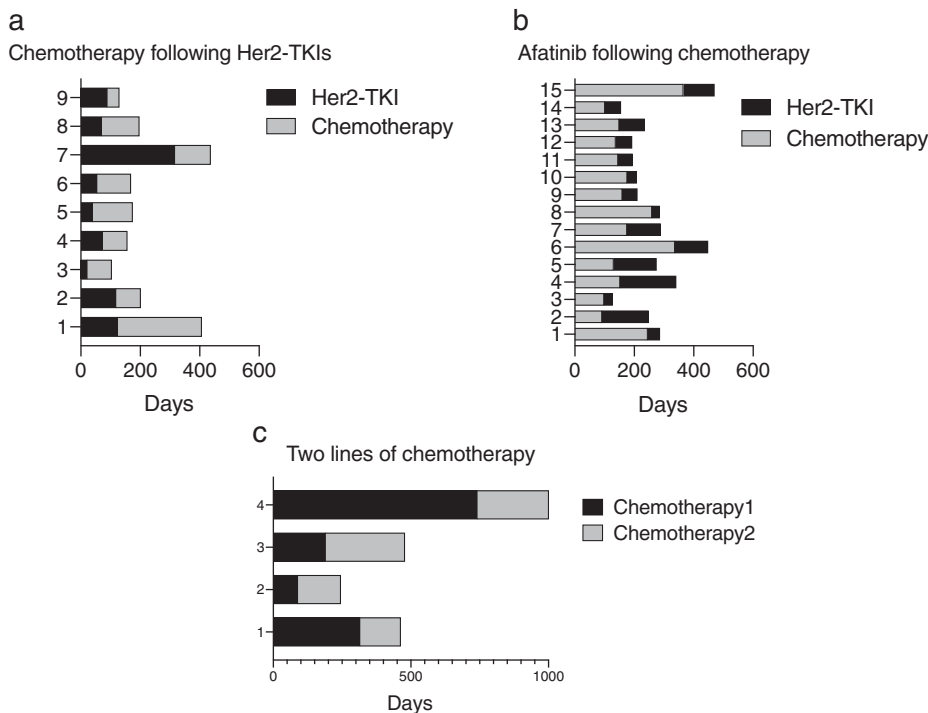 a
Chemotherapy following Her2-TKIs
9
8
7
6
5
4
3
2
1
0 200 400 600
Days
Her2-TKI
Chemotherapy
b
Afatinib following chemotherapy
15
14
13
12
11
10
9
8
7
6
5
4
3
2
1
0 200 400 600
Days
Her2-TKI
Chemotherapy
c
Two lines of chemotherapy
4
3
2
1
0 500 1000
Days
Chemotherapy1
Chemotherapy2